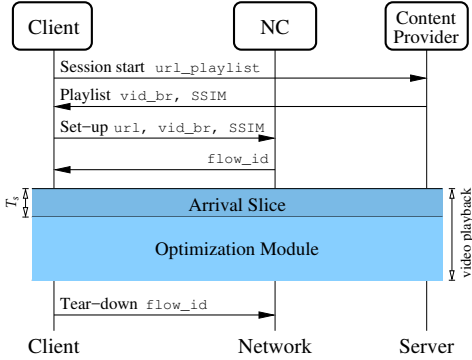 Client
NC
Content
Provider
Session start url_playlist
Playlist vid_br, SSIM
Set-up url, vid_br, SSIM
flow_id
T_s
Arrival Slice
Optimization Module
video playback
Tear-down flow_id
Client
Network
Server